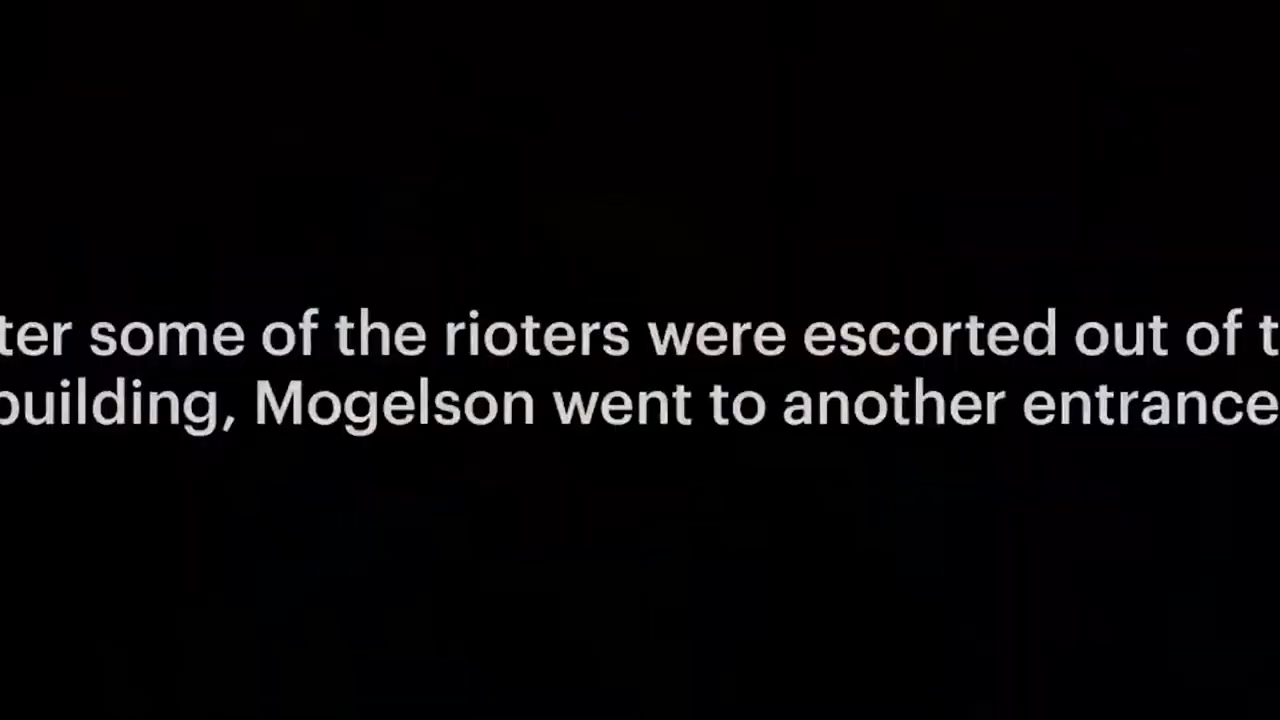 ter some of the rioters were escorted out of t
building, Mogelson went to another entrance